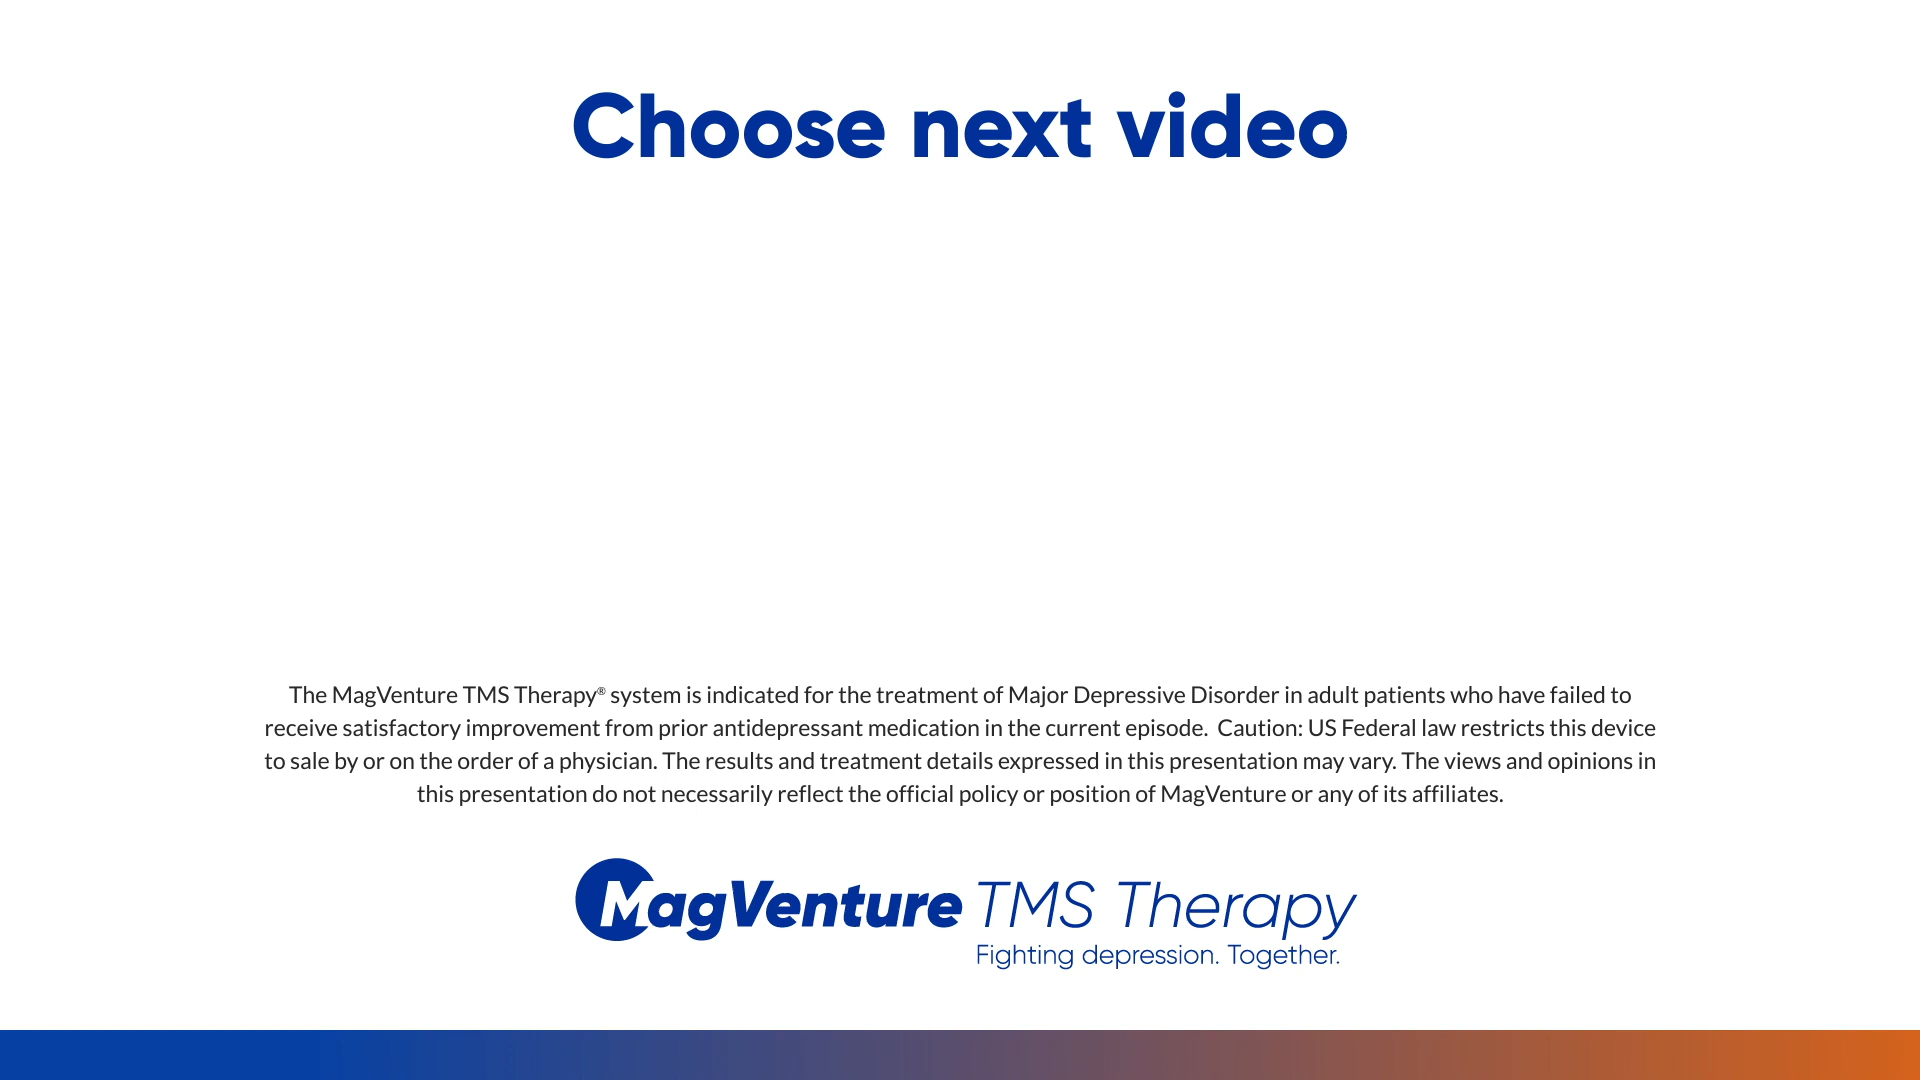 Choose next video
The MagVenture TMS Therapy® system is indicated for the treatment of Major Depressive Disorder in adult patients who have failed to
receive satisfactory improvement from prior antidepressant medication in the current episode.  Caution: US Federal law restricts this device
to sale by or on the order of a physician. The results and treatment details expressed in this presentation may vary. The views and opinions in
this presentation do not necessarily reflect the official policy or position of MagVenture or any of its affiliates.
MagVenture TMS Therapy
Fighting depression. Together.